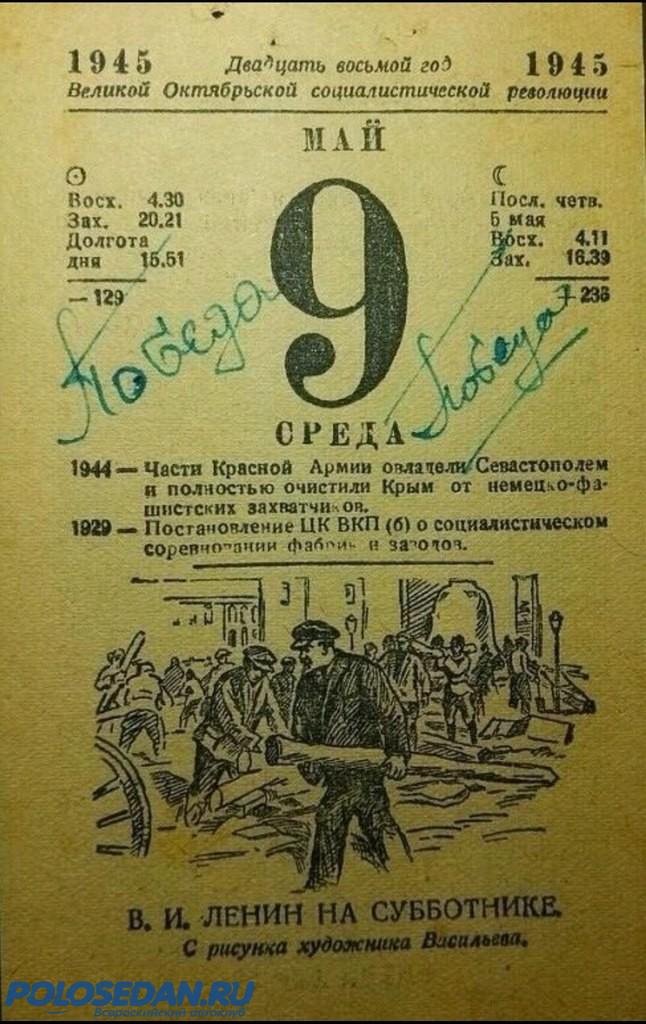 1945 Двадцать восьмой год 1945
Великой Октябрьской социалистической революции
МАЙ
Восх. 4.30
Зах. 20.21
Долгота
дня 15.51
—129
9
Посл. четв.
5 мая
Восх. 4.11
Зах. 16.39
+236
Победа
Победа
СРЕДА
1944—Части Красной Армии овладели Севастополем
и полностью очистили Крым от немецко-фа-
шистских захватчиков.
1929—Постановление ЦК ВКП (б) о социалистическом
соревновании фабрик и заводов.
В. И. ЛЕНИН НА СУББОТНИКЕ.
С рисунка художника Васильева.
POLOSEDAN.RU
Всероссийский автоклуб